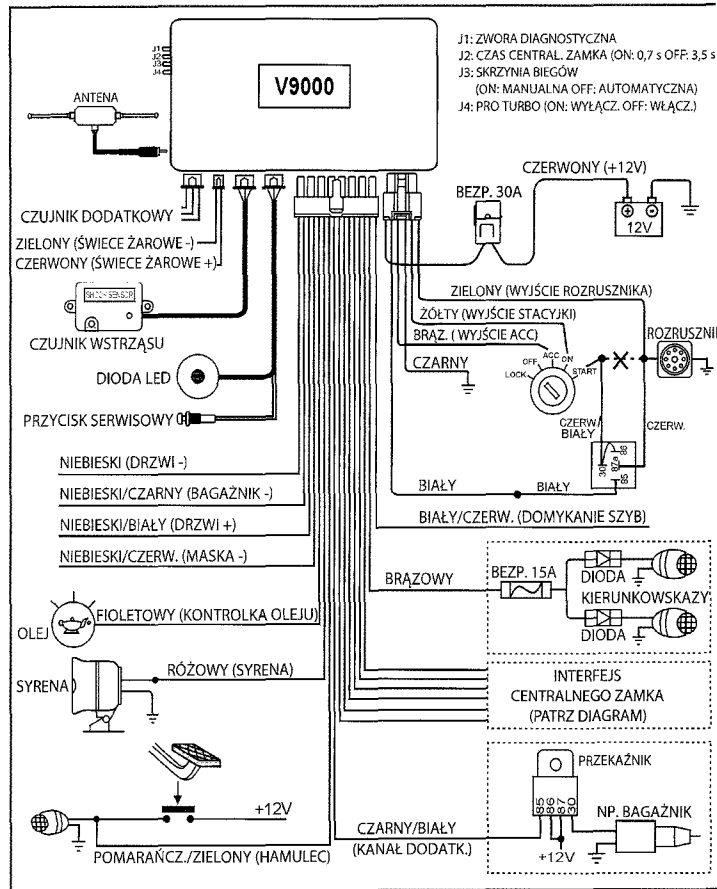 J1
J2
J3
J4
V9000
J1: ZWORA DIAGNOSTYCZNA
J2: CZAS CENTRAL. ZAMKA (ON: 0,7 s OFF: 3,5 s
J3: SKRZYNIA BIEGÓW
(ON: MANUALNA OFF: AUTOMATYCZNA)
J4: PRO TURBO (ON: WYŁĄCZ. OFF: WŁĄCZ.)
ANTENA
BEZP. 30A
CZERWONY (+12V)
12V
CZUJNIK DODATKOWY
ZIELONY (ŚWIECE ŻAROWE -)
CZERWONY (ŚWIECE ŻAROWE +)
SHOCK SENSOR
CZUJNIK WSTRZĄSU
DIODA LED
PRZYCISK SERWISOWY
ZIELONY (WYJŚCIE ROZRUSZNIKA)
ŻÓŁTY (WYJŚCIE STACYJKI)
BRĄZ. ( WYJŚCIE ACC)
CZARNY
LOCK
OFF
ACC
ON
START
ROZRUSZNIK
CZERW/
BIAŁY
CZERW.
30
87a
86
85
NIEBIESKI (DRZWI -)
NIEBIESKI/CZARNY (BAGAŻNIK -)
NIEBIESKI/BIAŁY (DRZWI +)
NIEBIESKI/CZERW. (MASKA -)
BIAŁY
BIAŁY
BIAŁY/CZERW. (DOMYKANIE SZYB)
BRĄZOWY
BEZP. 15A
DIODA
KIERUNKOWSKAZY
DIODA
OLEJ
FIOLETOWY (KONTROLKA OLEJU)
SYRENA
RÓŻOWY (SYRENA)
INTERFEJS
CENTRALNEGO ZAMKA
(PATRZ DIAGRAM)
+12V
POMARAŃCZ./ZIELONY (HAMULEC)
CZARNY/BIAŁY
(KANAŁ DODATK.)
PRZEKAŹNIK
85
86
87
30
+12V
NP. BAGAŻNIK